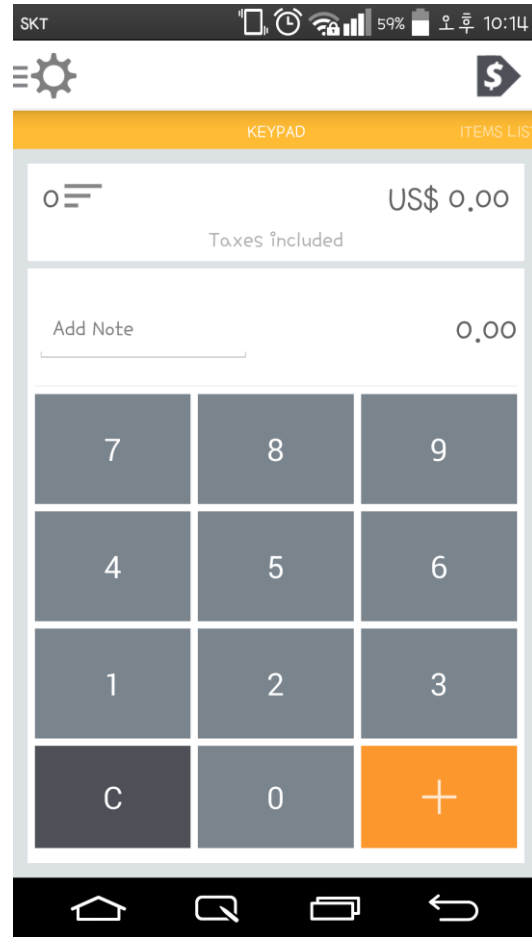 SKT 59% 오후 10:14
$
KEYPAD ITEMS LIS
0 US$ 0.00
Taxes included
Add Note 0.00
7 8 9
4 5 6
1 2 3
C 0 +